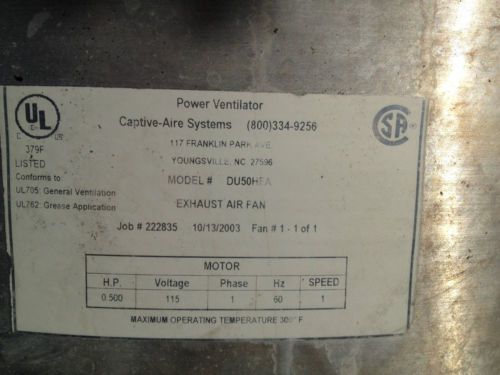 UL
Power Ventilator
Captive-Aire Systems (800)334-9256
117 FRANKLIN PARK AVE.
YOUNGSVILLE, NC 27596
379F
LISTED
Conforms to
UL705: General Ventilation
UL762: Grease Application
MODEL # DU50HFA
EXHAUST AIR FAN
Job # 222835 10/13/2003 Fan # 1 - 1 of 1
MOTOR
H.P. Voltage Phase Hz SPEED
0.500 115 1 60 1
MAXIMUM OPERATING TEMPERATURE 300° F